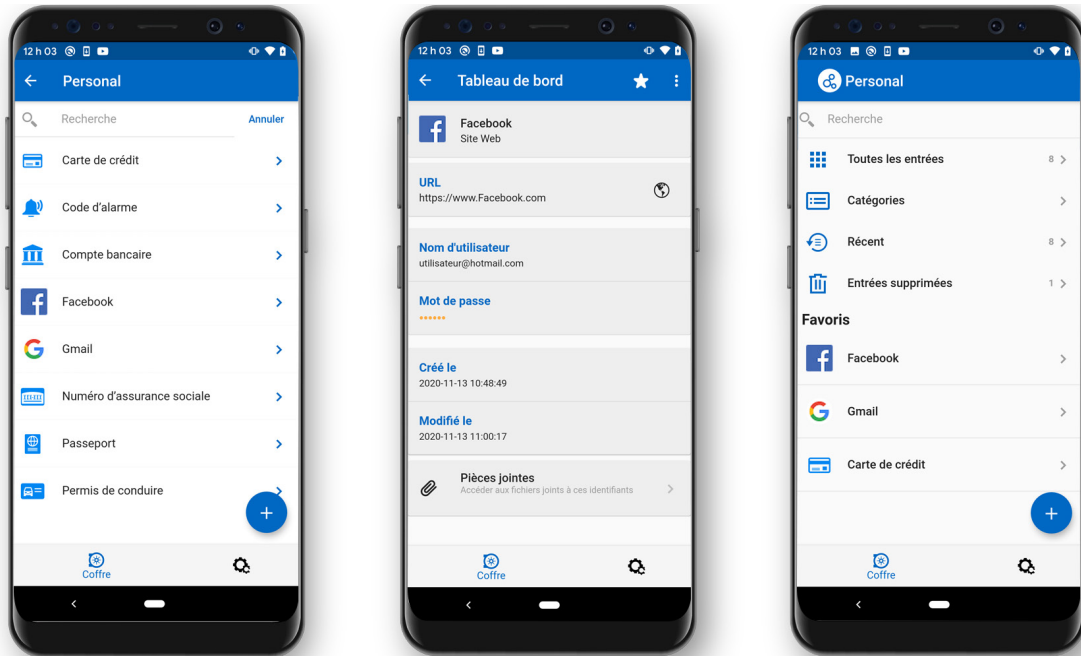 12 h 03
Personal
Recherche
Annuler
Carte de crédit
Code d'alarme
Compte bancaire
Facebook
Gmail
Numéro d'assurance sociale
Passeport
Permis de conduire
Coffre
12 h 03
Tableau de bord
Facebook
Site Web
URL
https://www.Facebook.com
Nom d'utilisateur
utilisateur@hotmail.com
Mot de passe
Créé le
2020-11-13 10:48:49
Modifié le
2020-11-13 11:00:17
Pièces jointes
Accéder aux fichiers joints à ces identifiants
Coffre
12 h 03
Personal
Recherche
Toutes les entrées 8
Catégories
Récent 8
Entrées supprimées 1
Favoris
Facebook
Gmail
Carte de crédit
Coffre